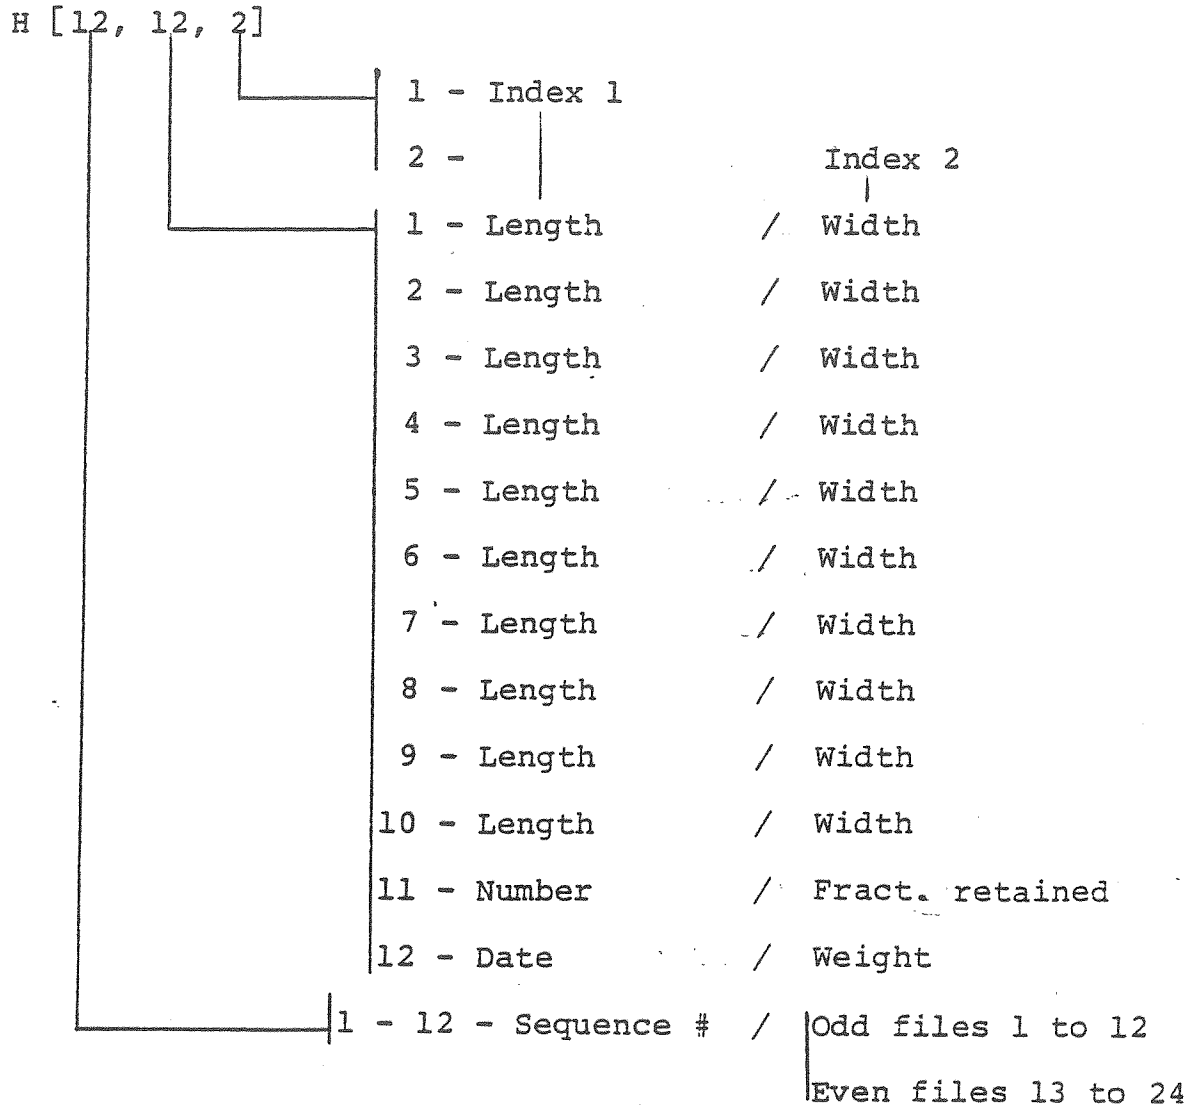 H [12, 12, 2]
1 - Index 1
2 - Index 2
1 - Length / Width
2 - Length / Width
3 - Length / Width
4 - Length / Width
5 - Length / Width
6 - Length / Width
7 - Length / Width
8 - Length / Width
9 - Length / Width
10 - Length / Width
11 - Number / Fract. retained
12 - Date / Weight
1 - 12 - Sequence # / Odd files 1 to 12
Even files 13 to 24